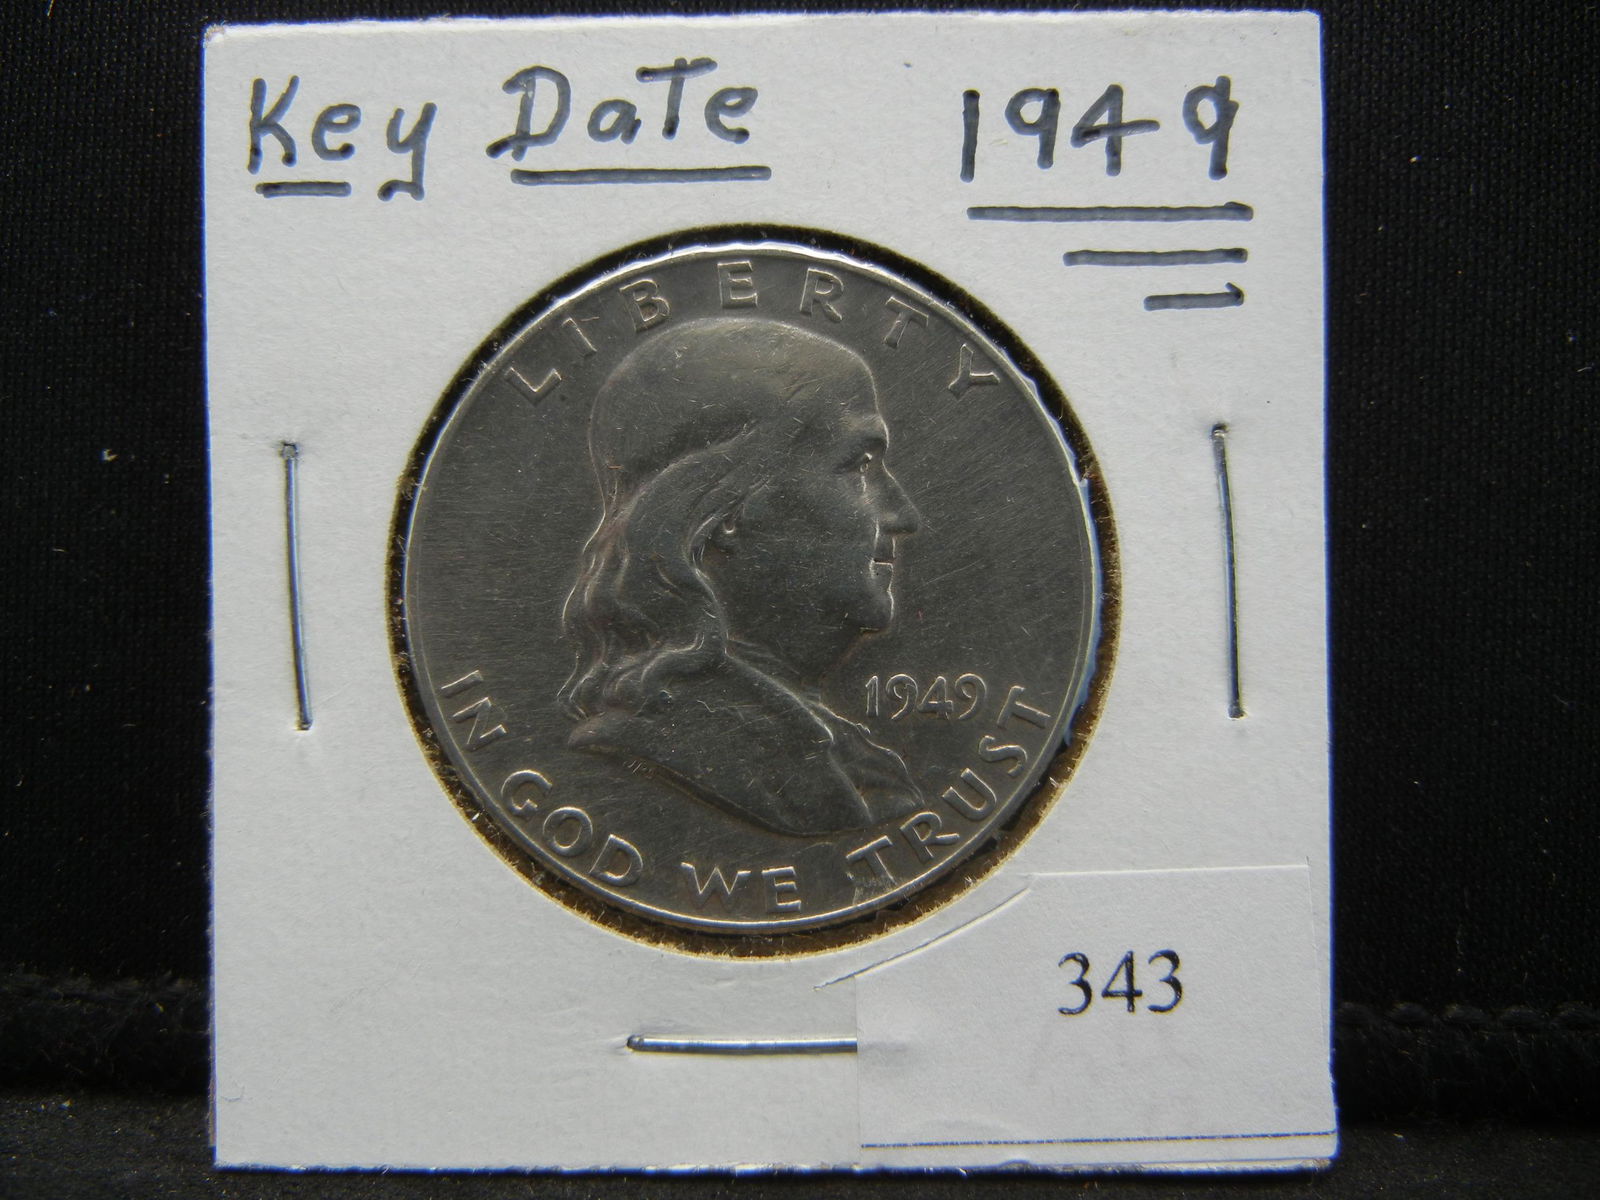 Key Date 1949
LIBERTY
1949
IN GOD WE TRUST
343